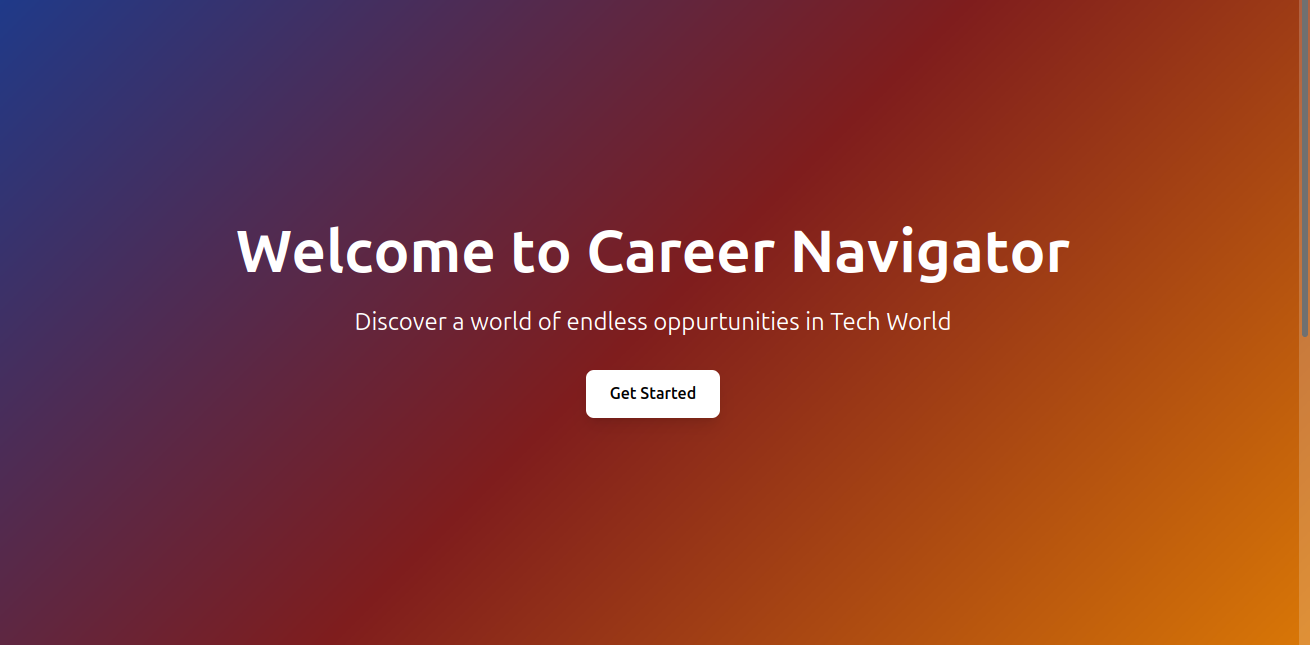 Welcome to Career Navigator
Discover a world of endless oppurtunities in Tech World
Get Started